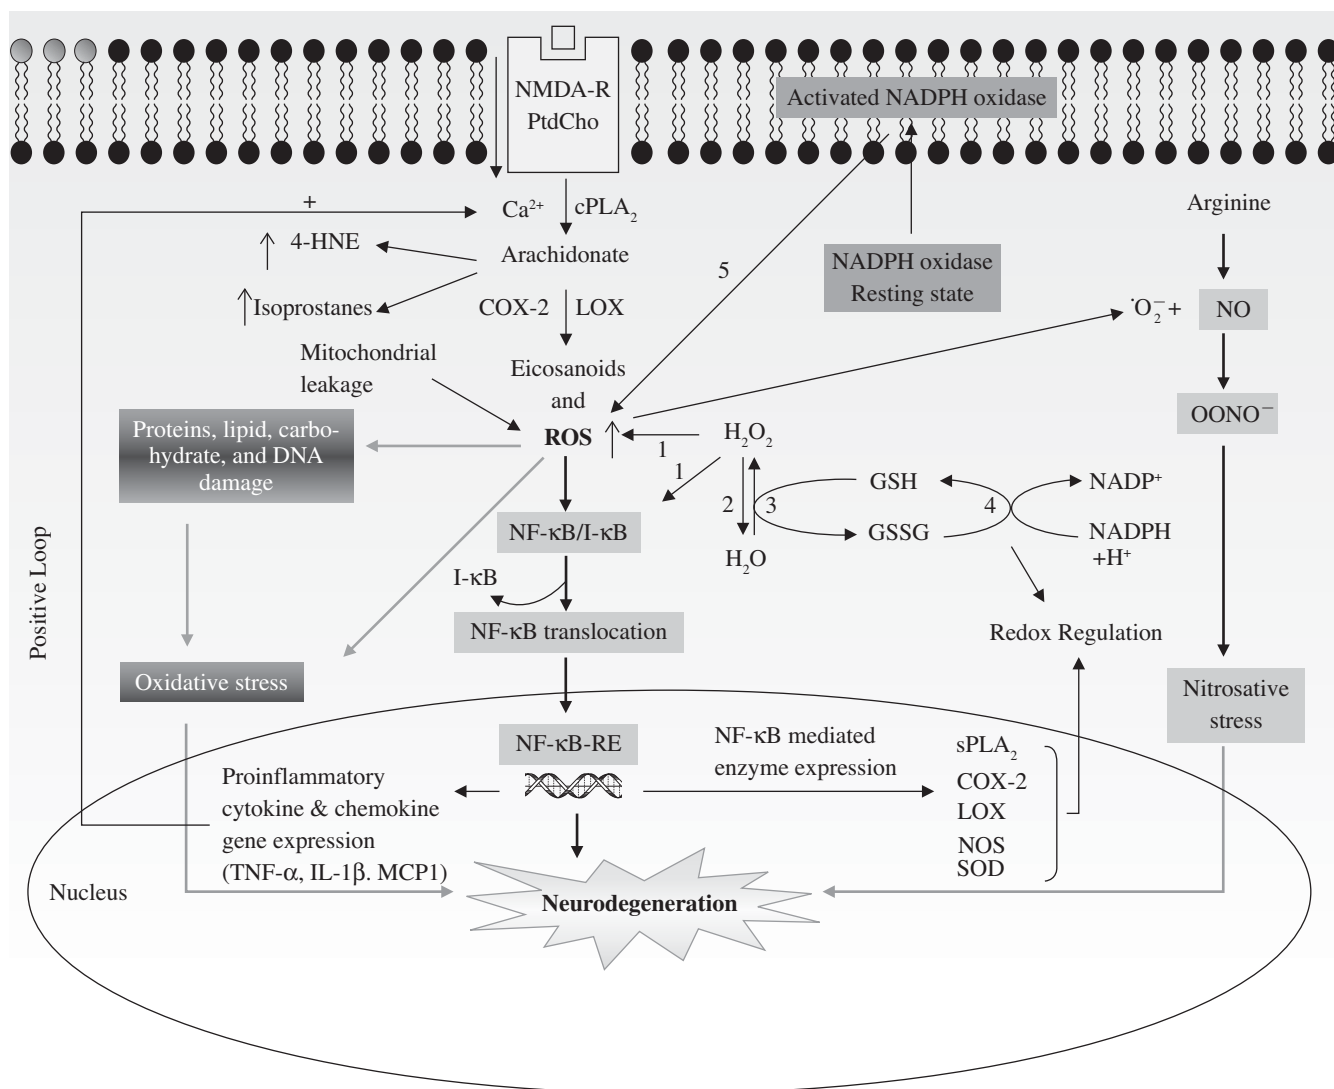 NMDA-R
PtdCho
Activated NADPH oxidase
+
Ca²⁺
cPLA₂
Arginine
4-HNE
Arachidonate
5
NADPH oxidase
Resting state
Isoprostanes
COX-2
LOX
˙O₂⁻ +
NO
Mitochondrial
leakage
Eicosanoids
and
ROS
OONO⁻
Proteins, lipid, carbo-
hydrate, and DNA
damage
H₂O₂
1
1
GSH
NADP⁺
2
3
4
NF-κB/I-κB
GSSG
NADPH
+H⁺
H₂O
I-κB
Positive Loop
NF-κB translocation
Redox Regulation
Oxidative stress
Nitrosative
stress
NF-κB-RE
NF-κB mediated
enzyme expression
sPLA₂
COX-2
LOX
NOS
SOD
Proinflammatory
cytokine & chemokine
gene expression
(TNF-α, IL-1β. MCP1)
Nucleus
Neurodegeneration